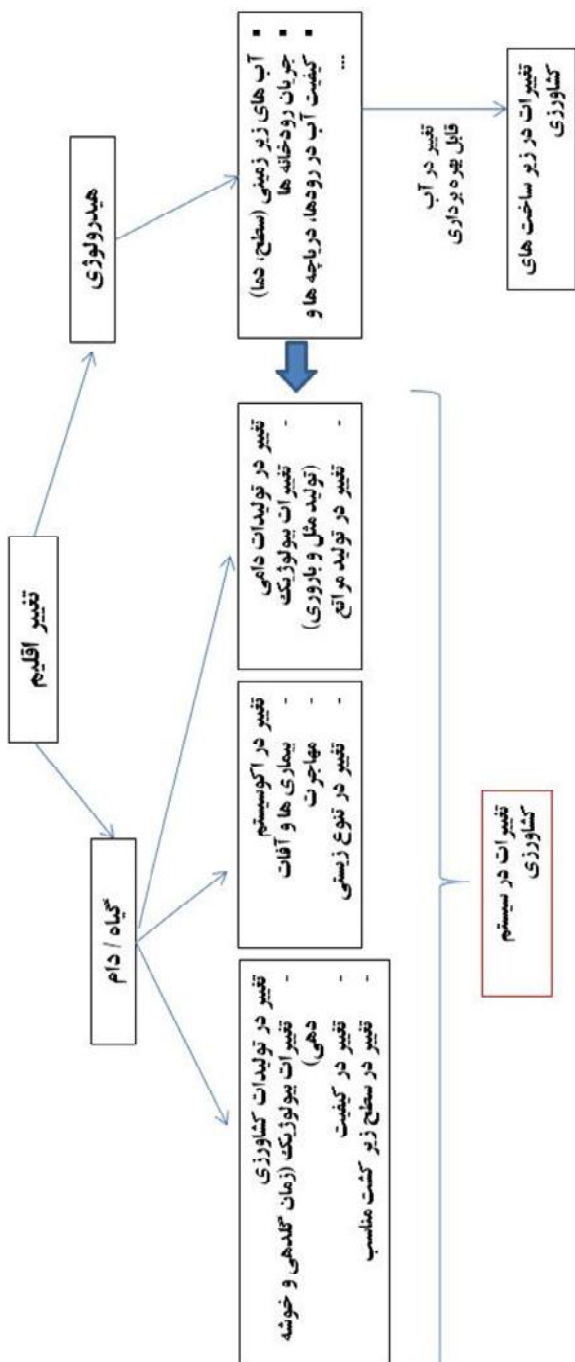 تغییر اقلیم
هیدرولوژی
گیاه / دام
▪ آب های زیر زمینی (سطح، دما)
▪ جریان رودخانه ها
▪ کیفیت آب در رودها، دریاچه ها و
...
تغییر در تولیدات دامی
- تغییرات بیولوژیک
(تولید مثل و باروری)
- تغییر در تولید مراتع
تغییر در اکوسیستم
- بیماری ها و آفات
- مهاجرت
- تغییر در تنوع زیستی
تغییر در تولیدات کشاورزی
- تغییرات بیولوژیک (زمان گلدهی و خوشه
دهی)
- تغییر در کیفیت
- تغییر در سطح زیر کشت مناسب
تغییر در آب
قابل بهره برداری
تغییرات در زیر ساخت های
کشاورزی
تغییرات در سیستم
کشاورزی